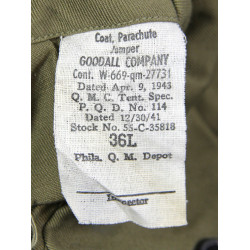 Coat, Parachute
Jumper
GOODALL COMPANY
Cont. W-669-qm-27731
Dated Apr. 9, 1943
Q. M. C. Tent. Spec.
P. Q. D. No. 114
Dated 12/30/41
Stock No. 55-C-35818
36L
Phila. Q. M. Depot
Inspector